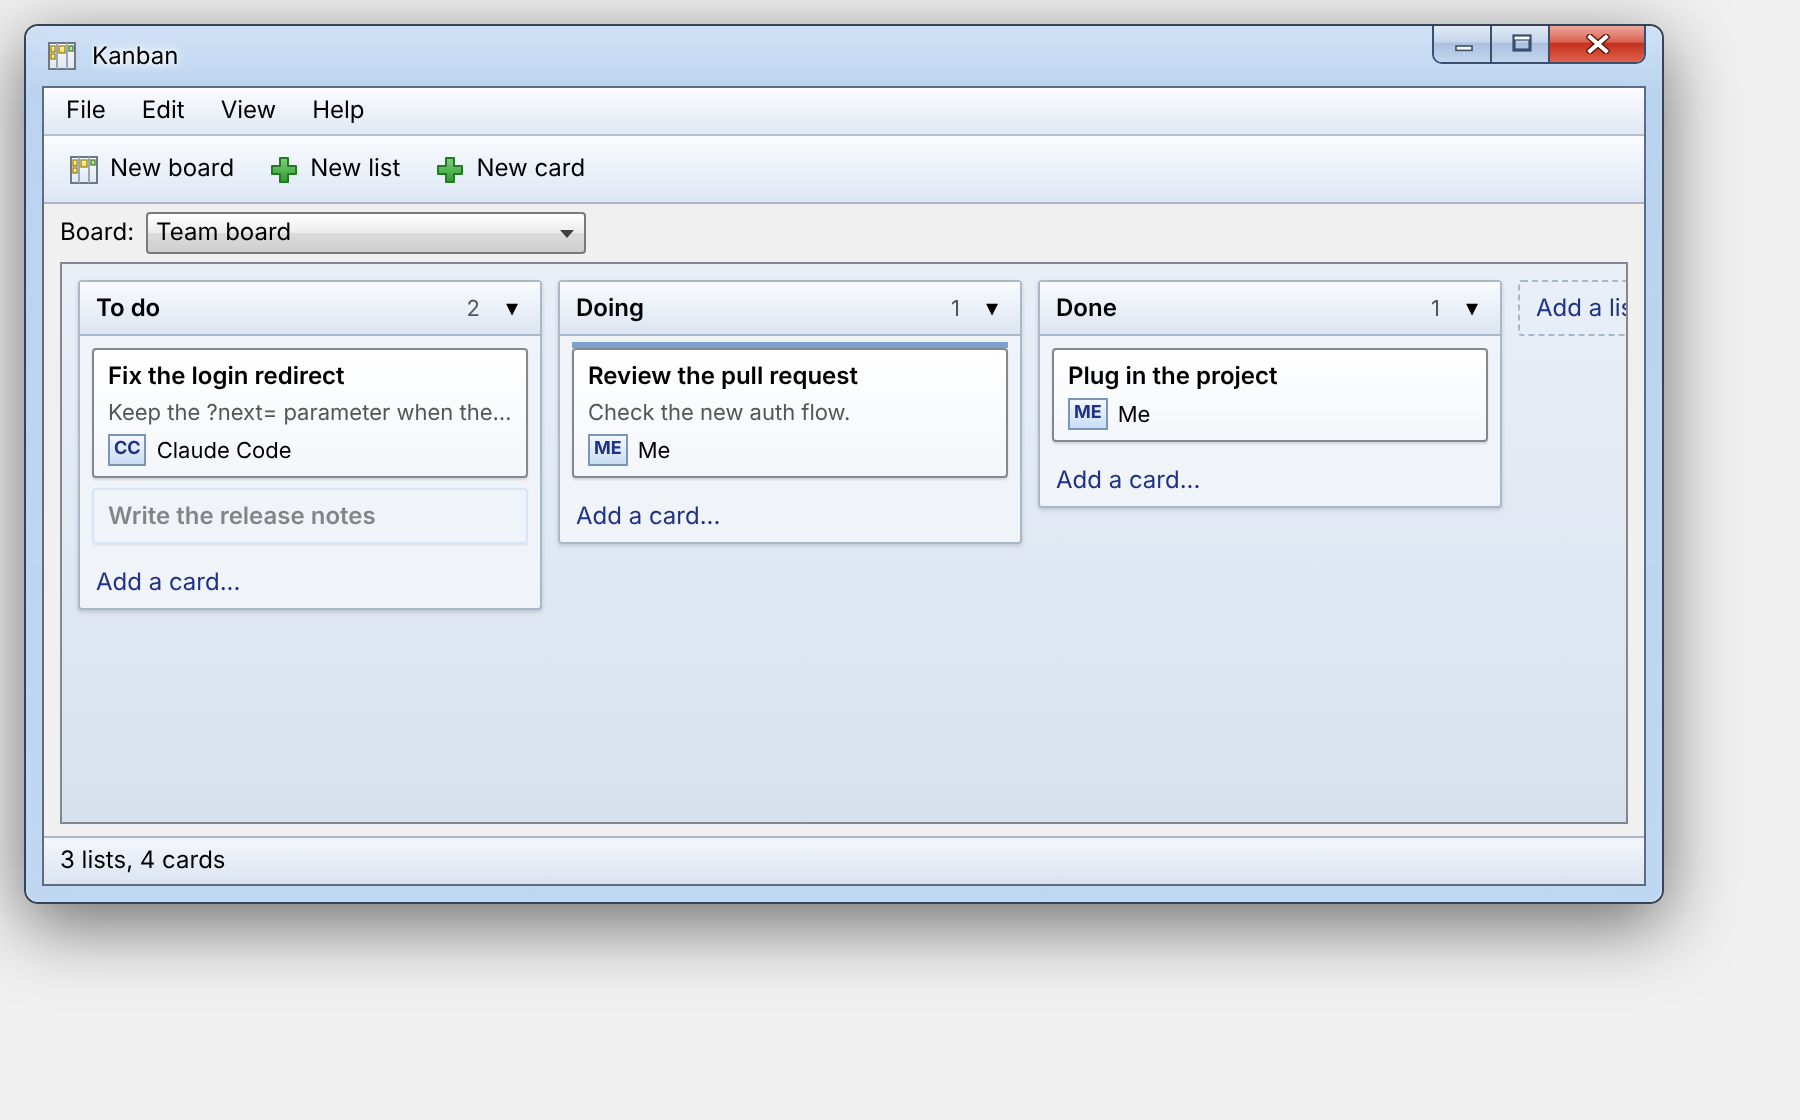 Kanban
File Edit View Help
New board New list New card
Board: Team board
To do 2 ▼
Fix the login redirect
Keep the ?next= parameter when the...
CC Claude Code
Write the release notes
Add a card...
Doing 1 ▼
Review the pull request
Check the new auth flow.
ME Me
Add a card...
Done 1 ▼
Plug in the project
ME Me
Add a card...
Add a lis
3 lists, 4 cards